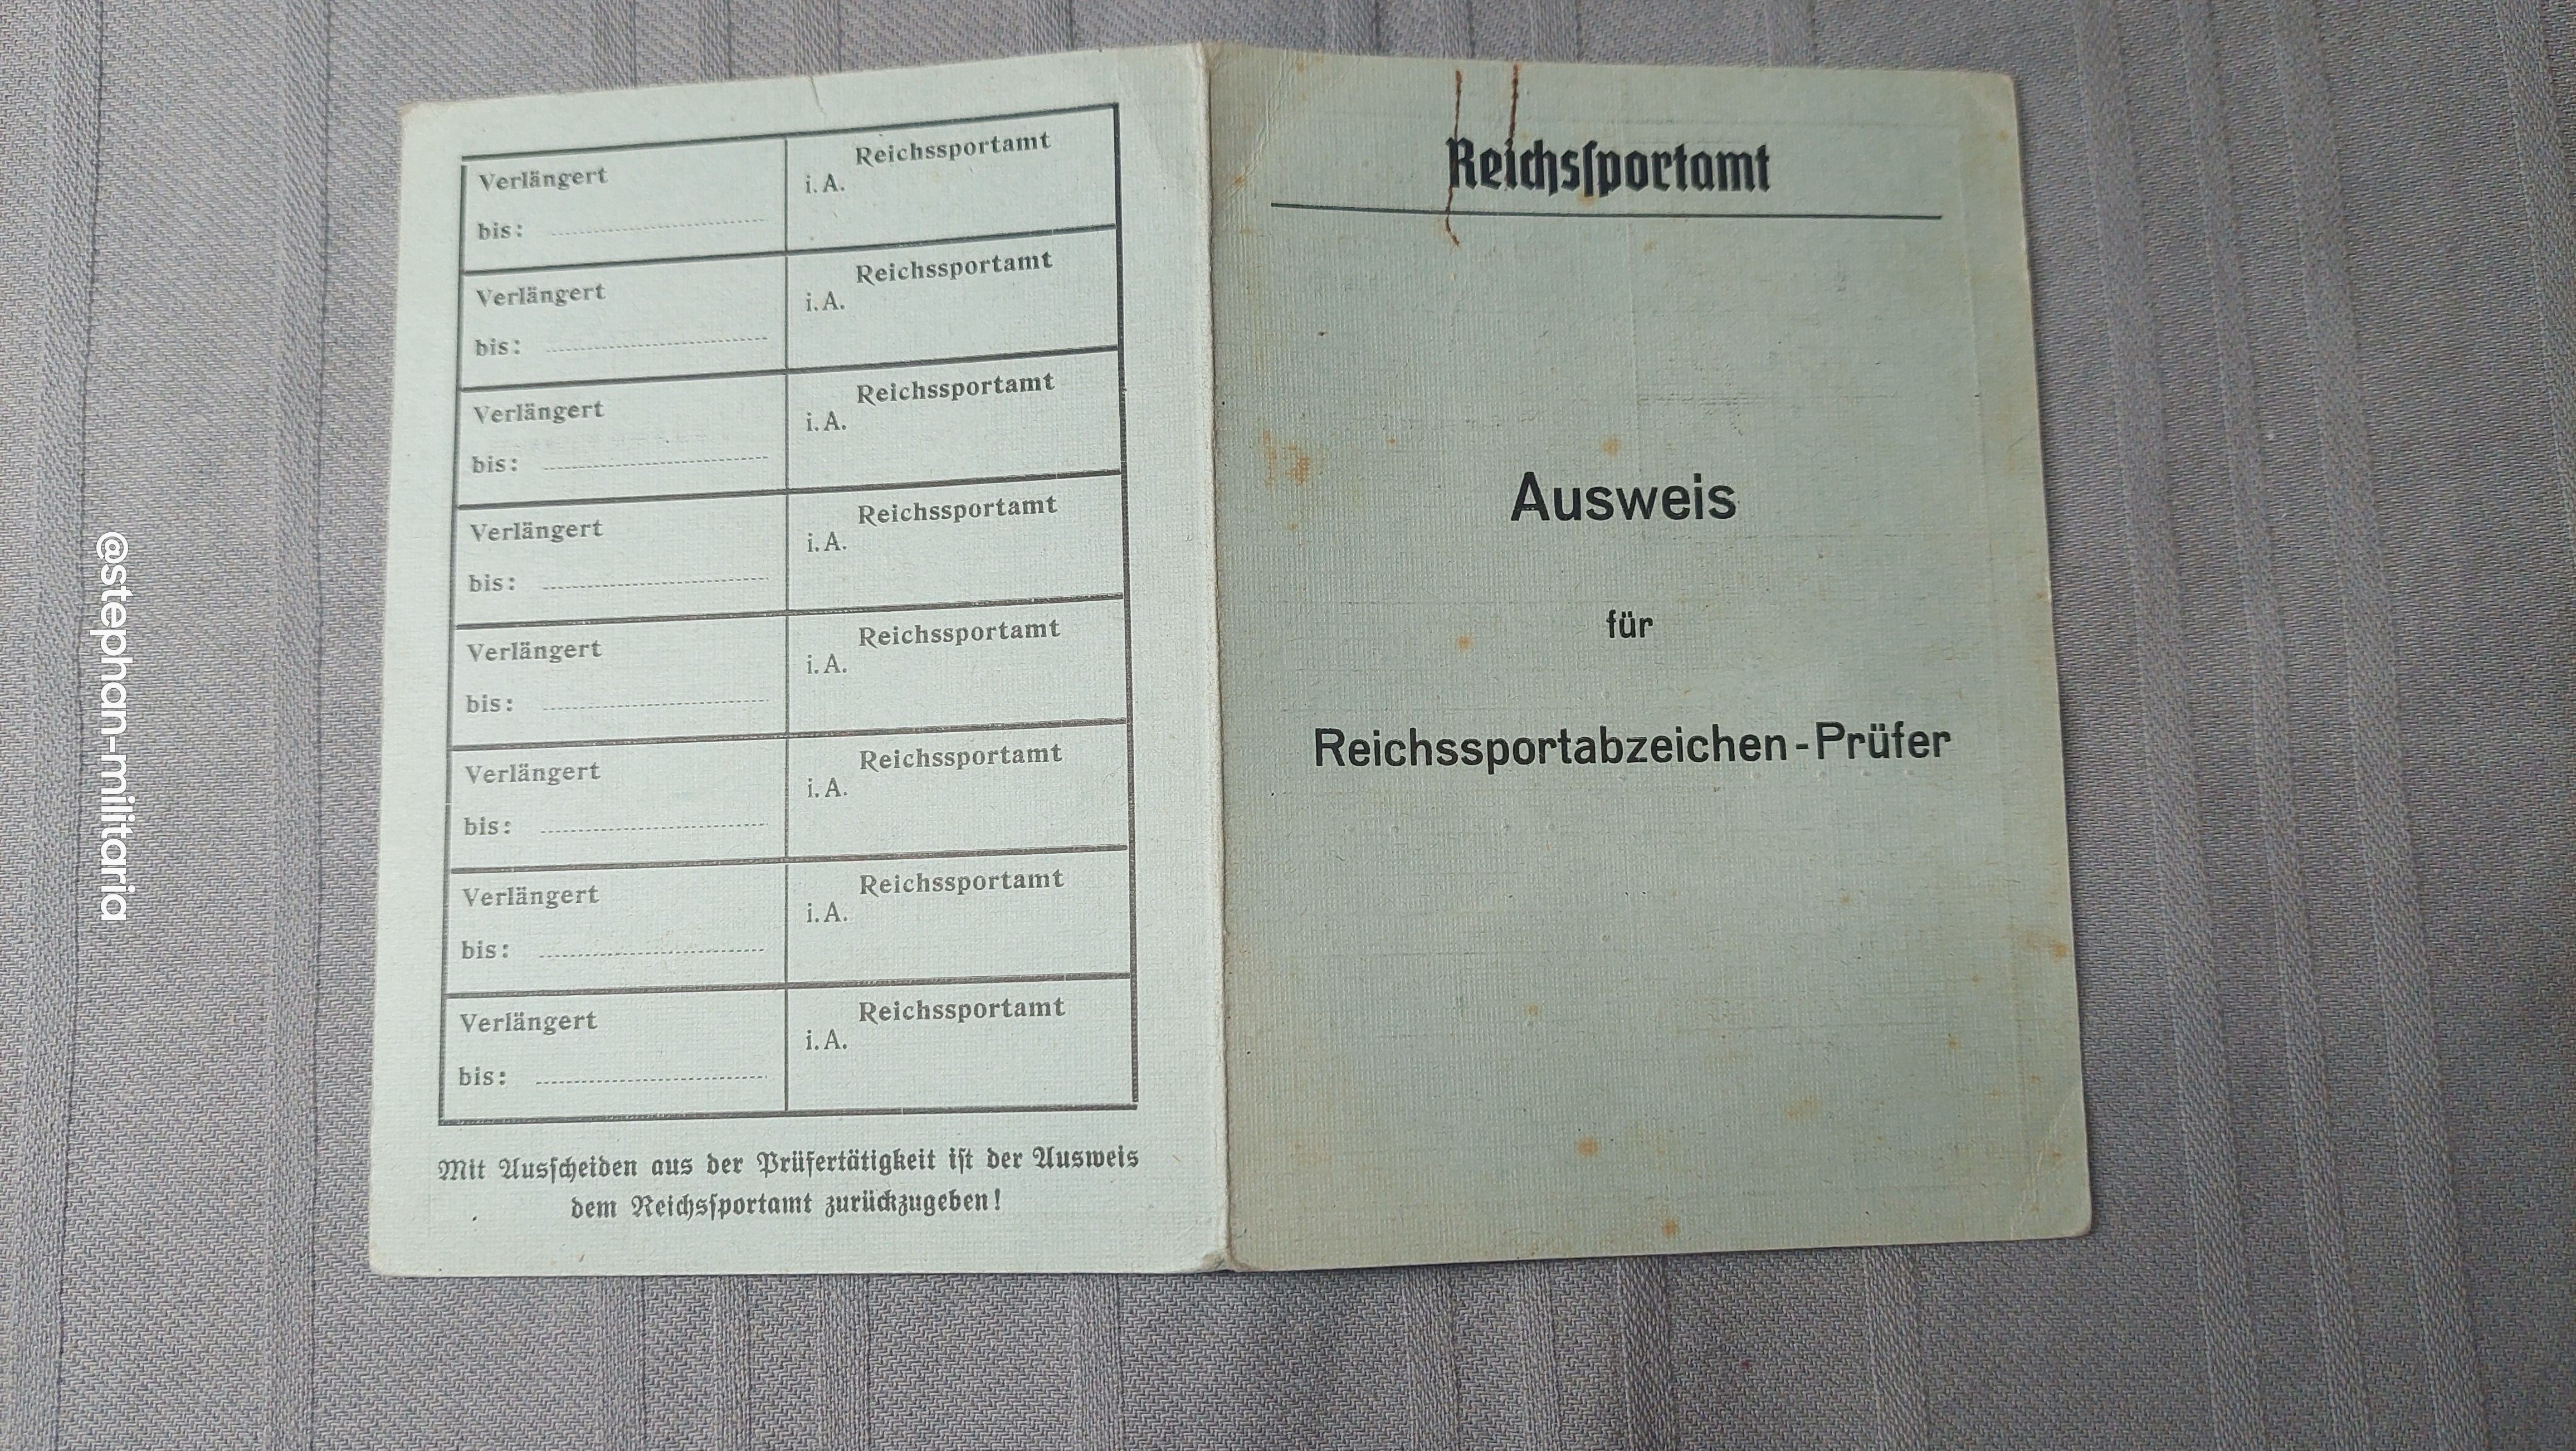 Verlängert
bis:
Reichssportamt
i. A.
Verlängert
bis:
Reichssportamt
i. A.
Verlängert
bis:
Reichssportamt
i. A.
Verlängert
bis:
Reichssportamt
i. A.
Verlängert
bis:
Reichssportamt
i. A.
Verlängert
bis:
Reichssportamt
i. A.
Verlängert
bis:
Reichssportamt
i. A.
Verlängert
bis:
Reichssportamt
i. A.
Mit Ausſcheiden aus der Prüfertätigkeit iſt der Ausweis
dem Reichsſportamt zurückzugeben!
Reichsſportamt
Ausweis
für
Reichssportabzeichen-Prüfer
@stephan-militaria